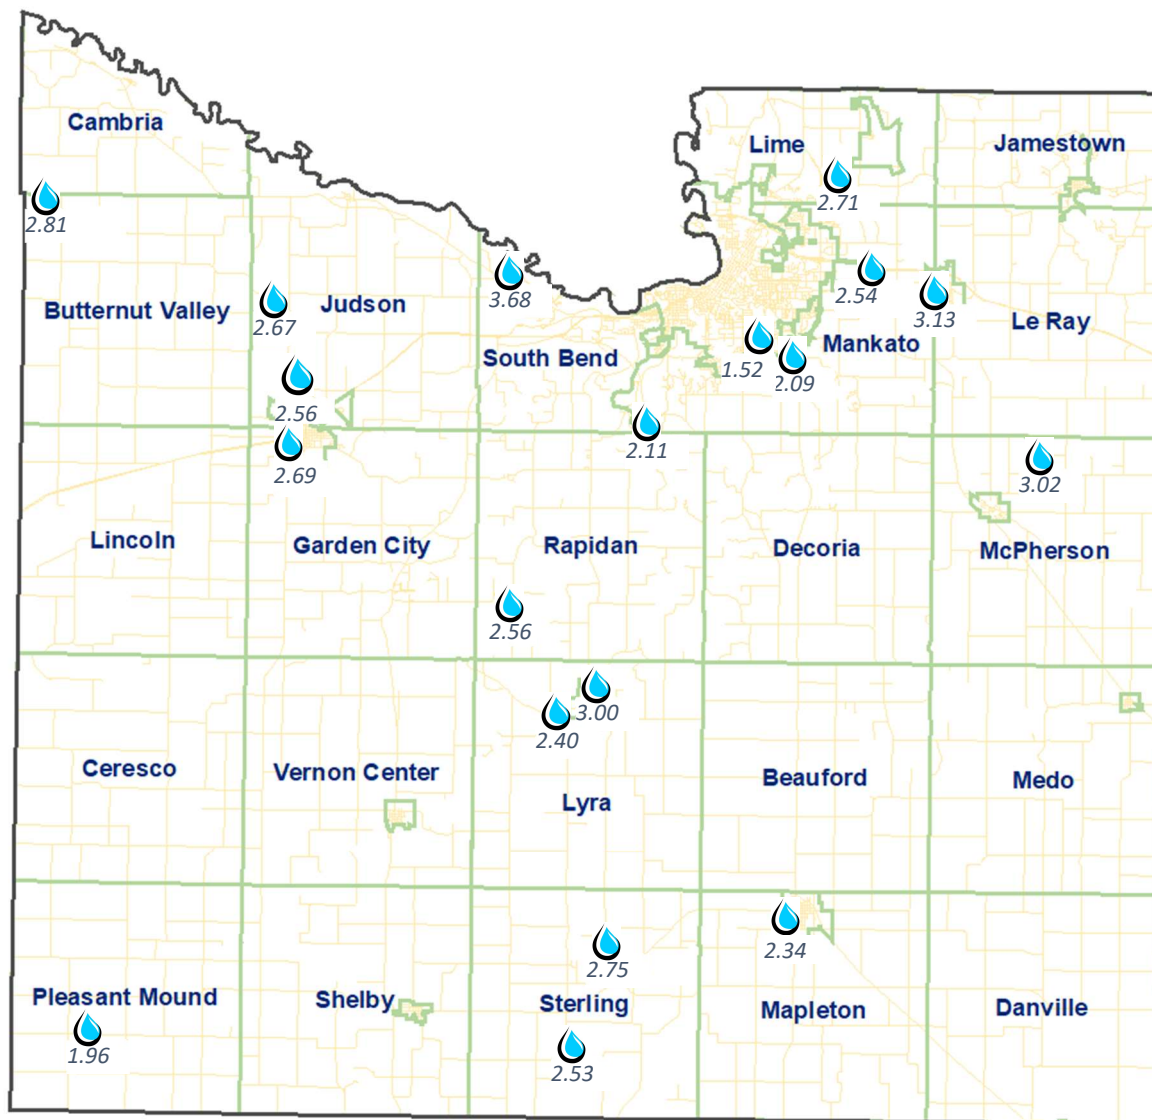 Cambria
Lime
Jamestown
2.71
2.81
2.54
3.68
3.13
Butternut Valley
Judson
2.67
Le Ray
South Bend
Mankato
1.52
2.09
2.56
2.11
2.69
3.02
Lincoln
Garden City
Rapidan
Decoria
McPherson
2.56
3.00
2.40
Ceresco
Vernon Center
Beauford
Medo
Lyra
2.34
2.75
Pleasant Mound
Shelby
Sterling
Mapleton
Danville
1.96
2.53